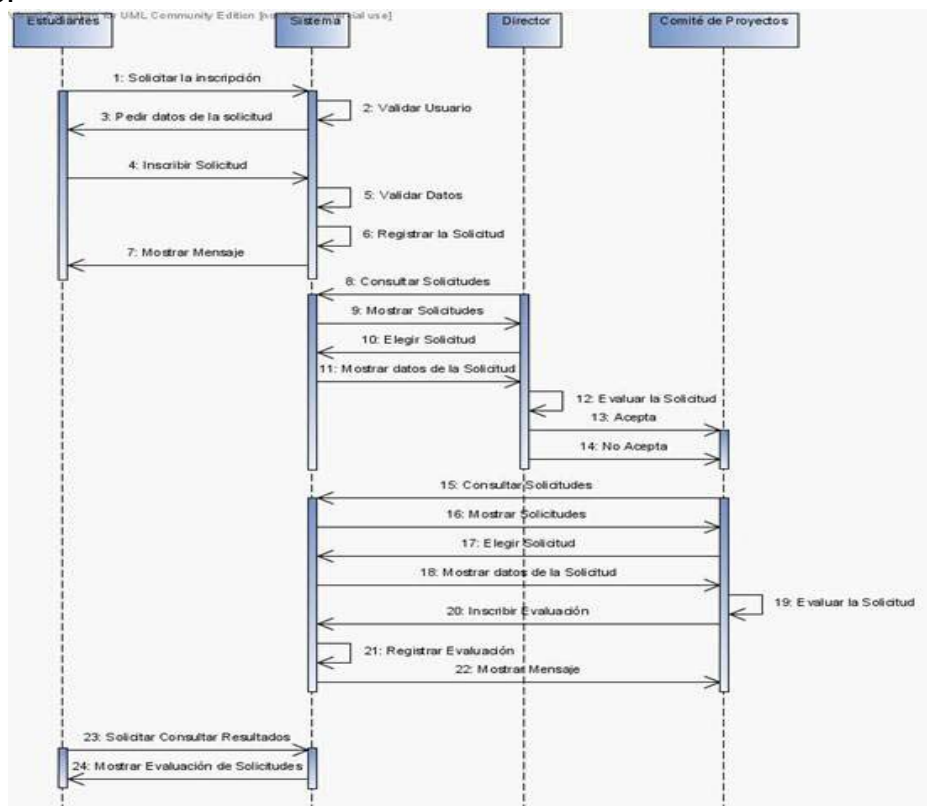 for UML Community Edition [no
cial use]
Estudiantes
Sistema
Director
Comité de Proyectos
1: Solicitar la inscripción
2: Validar Usuario
3: Pedir datos de la solicitud
4: Inscribir Solicitud
5: Validar Datos
6: Registrar la Solicitud
7: Mostrar Mensaje
8: Consultar Solicitudes
9: Mostrar Solicitudes
10: Elegir Solicitud
11: Mostrar datos de la Solicitud
12: Evaluar la Solicitud
13: Acepta
14: No Acepta
15: Consultar Solicitudes
16: Mostrar Solicitudes
17: Elegir Solicitud
18: Mostrar datos de la Solicitud
19: Evaluar la Solicitud
20: Inscribir Evaluación
21: Registrar Evaluación
22: Mostrar Mensaje
23: Solicitar Consultar Resultados
24: Mostrar Evaluación de Solicitudes